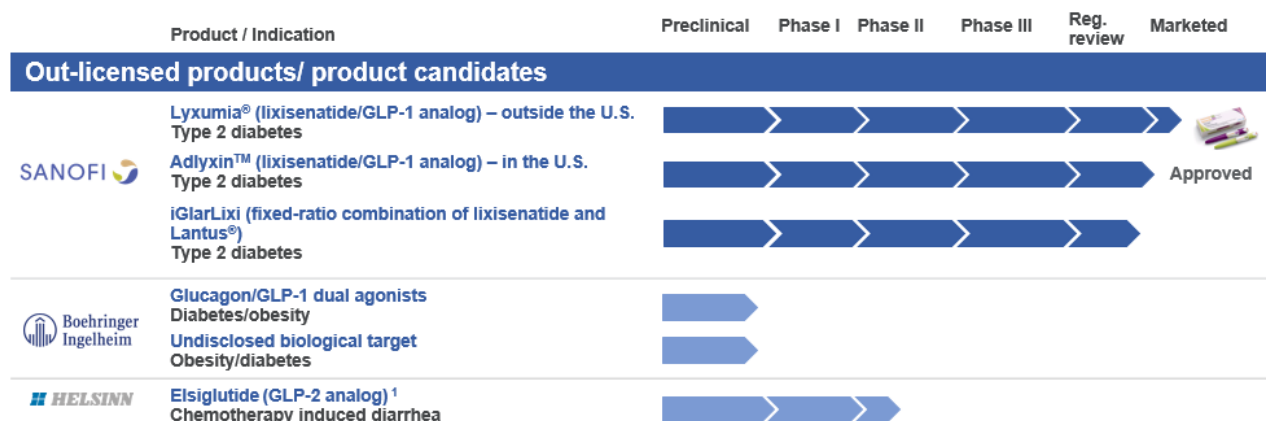 Product / Indication
Preclinical
Phase I
Phase II
Phase III
Reg.
review
Marketed
Out-licensed products/ product candidates
SANOFI
Lyxumia® (lixisenatide/GLP-1 analog) – outside the U.S.
Type 2 diabetes
Adlyxin™ (lixisenatide/GLP-1 analog) – in the U.S.
Type 2 diabetes
Approved
iGlarLixi (fixed-ratio combination of lixisenatide and
Lantus®)
Type 2 diabetes
Boehringer
Ingelheim
Glucagon/GLP-1 dual agonists
Diabetes/obesity
Undisclosed biological target
Obesity/diabetes
HELSINN
Elsiglutide (GLP-2 analog) ¹
Chemotherapy induced diarrhea